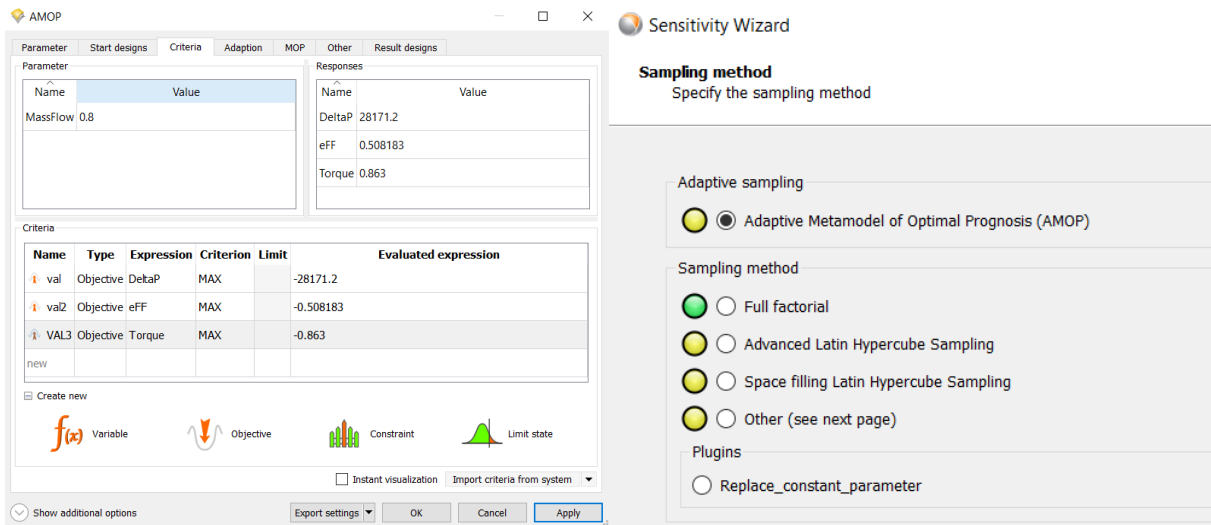 AMOP
Parameter Start designs Criteria Adaption MOP Other Result designs
Parameter
Name Value
MassFlow 0.8
Responses
Name Value
DeltaP 28171.2
eFF 0.508183
Torque 0.863
Criteria
Name Type Expression Criterion Limit Evaluated expression
val Objective DeltaP MAX -28171.2
val2 Objective eFF MAX -0.508183
VAL3 Objective Torque MAX -0.863
new
Create new
f(x) Variable Objective Constraint Limit state
Instant visualization Import criteria from system
Show additional options Export settings OK Cancel Apply
Sensitivity Wizard
Sampling method
Specify the sampling method
Adaptive sampling
Adaptive Metamodel of Optimal Prognosis (AMOP)
Sampling method
Full factorial
Advanced Latin Hypercube Sampling
Space filling Latin Hypercube Sampling
Other (see next page)
Plugins
Replace_constant_parameter